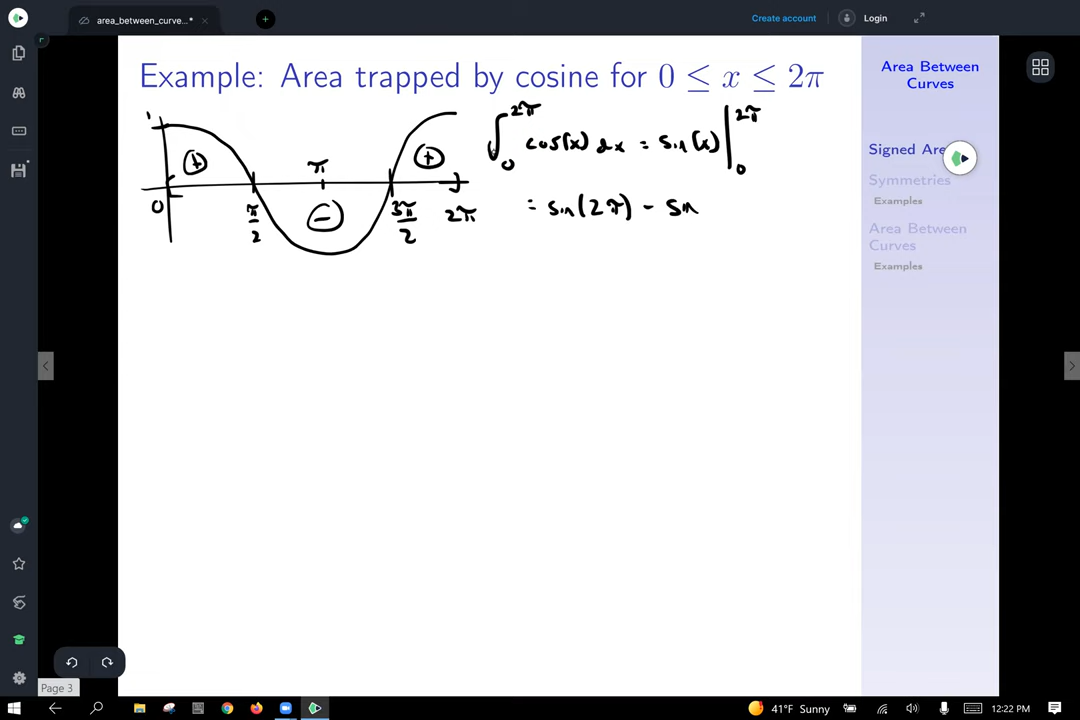 area_between_curve...*
Create account
Login
Example: Area trapped by cosine for 0 ≤ x ≤ 2π
Area Between
Curves
Signed Are
Symmetries
Examples
Area Between
Curves
Examples
1
0
π/2
π
3π/2
2π
+
−
+
∫₀^2π cos(x) dx = sin(x) |₀^2π
= sin(2π) - sin
Page 3
41°F Sunny
12:22 PM